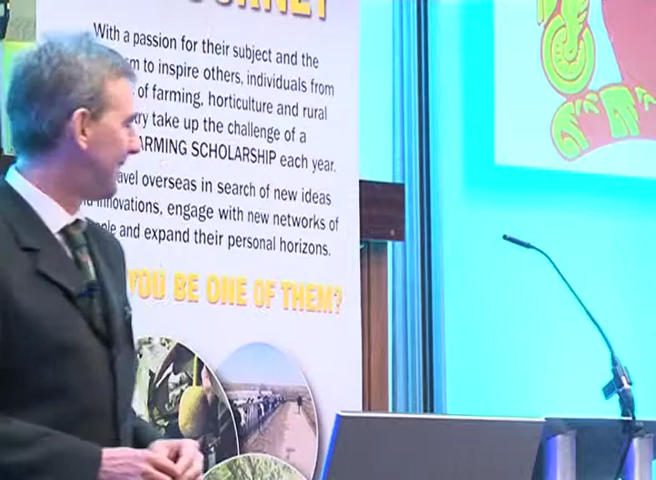 URNEY
With a passion for their subject and the
to inspire others, individuals from
of farming, horticulture and rural
take up the challenge of a
ARMING SCHOLARSHIP each year.
avel overseas in search of new ideas
innovations, engaging with new networks of
ple and expand their personal horizons.
YOU BE ONE OF THEM?